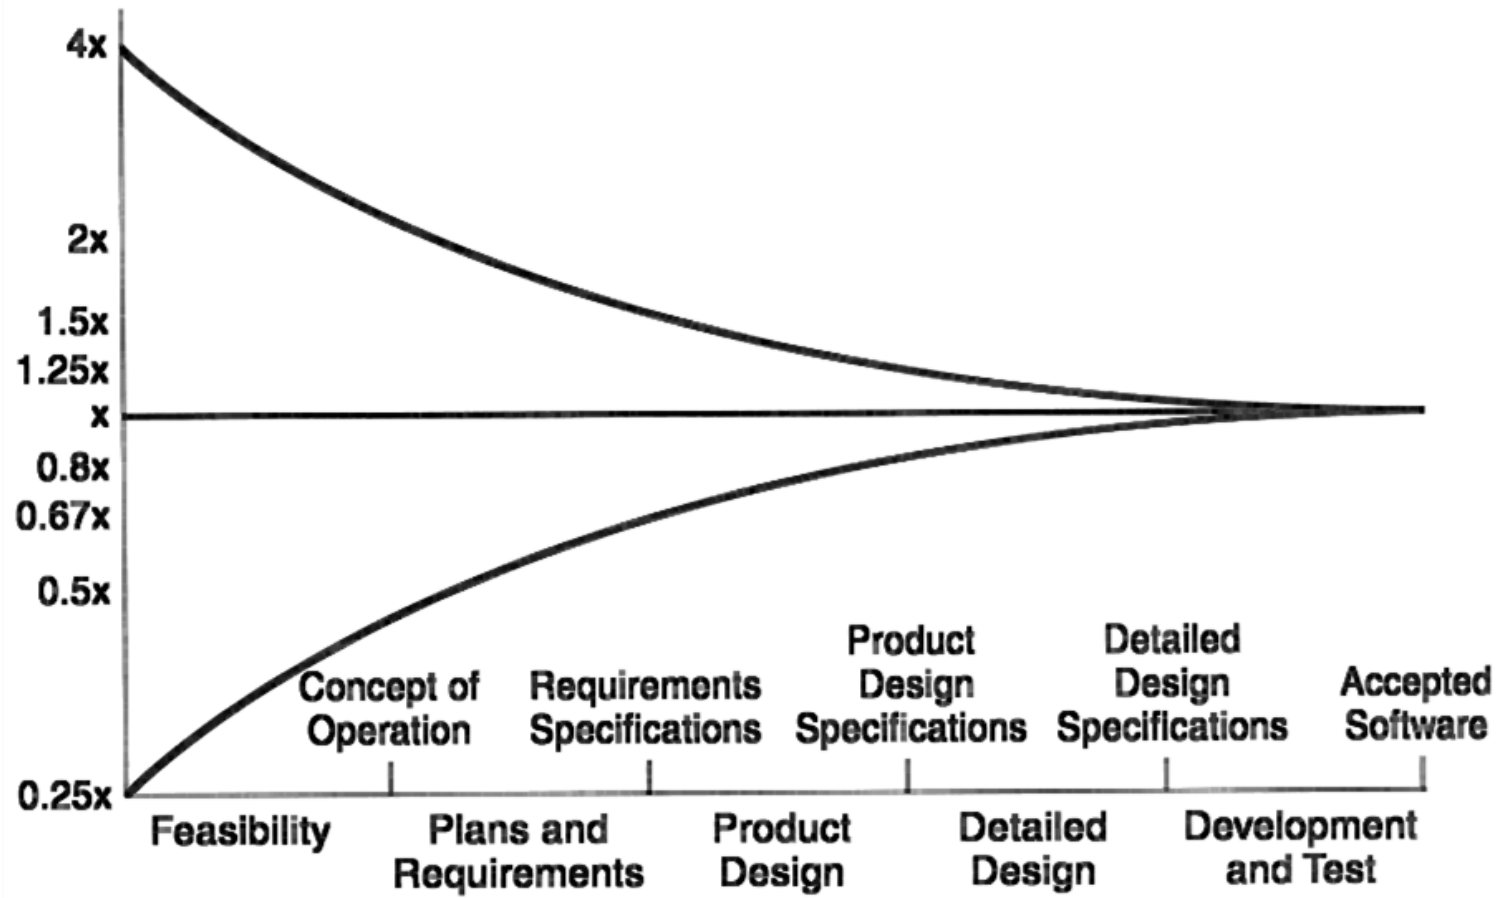 4x
2x
1.5x
1.25x
x
0.8x
0.67x
0.5x
0.25x
Concept of
Operation
Requirements
Specifications
Product
Design
Specifications
Detailed
Design
Specifications
Accepted
Software
Feasibility
Plans and
Requirements
Product
Design
Detailed
Design
Development
and Test